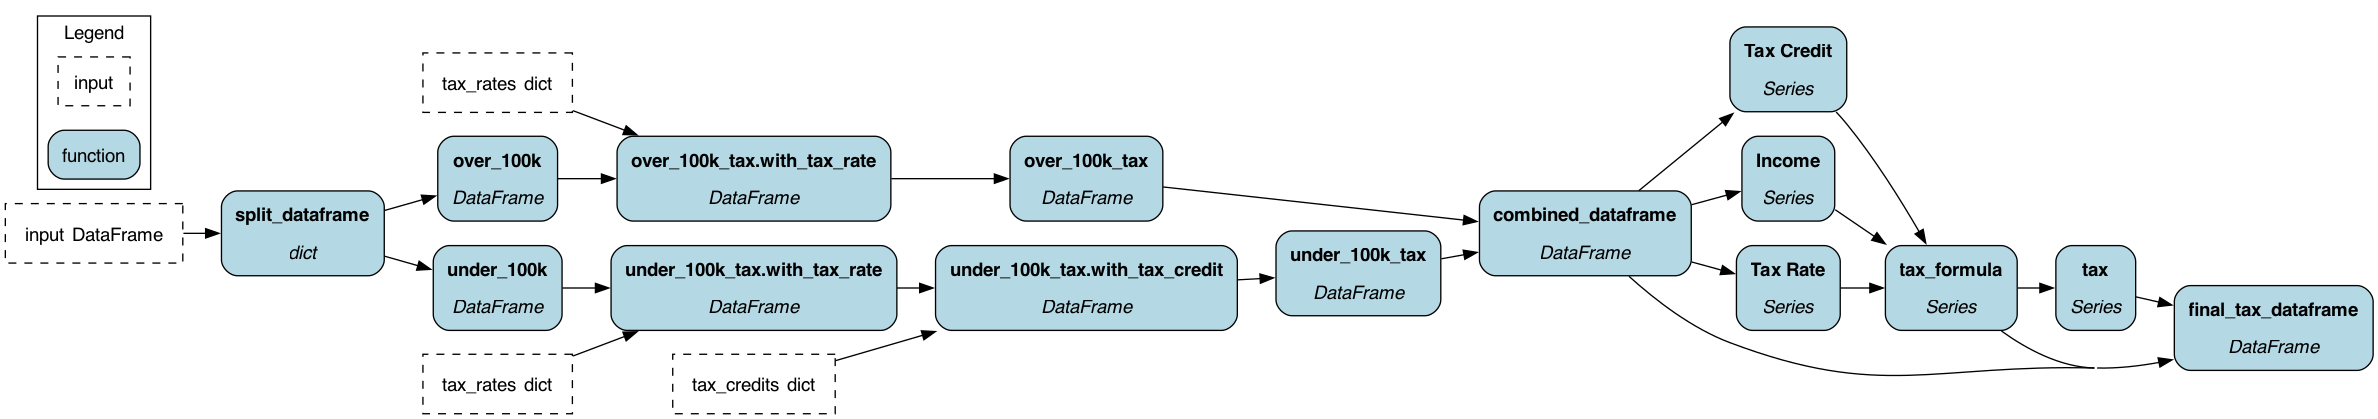 Legend
input
function
input DataFrame
split_dataframe
dict
tax_rates dict
over_100k
DataFrame
under_100k
DataFrame
tax_rates dict
over_100k_tax.with_tax_rate
DataFrame
under_100k_tax.with_tax_rate
DataFrame
tax_credits dict
over_100k_tax
DataFrame
under_100k_tax.with_tax_credit
DataFrame
under_100k_tax
DataFrame
combined_dataframe
DataFrame
Tax Credit
Series
Income
Series
Tax Rate
Series
tax_formula
Series
tax
Series
final_tax_dataframe
DataFrame